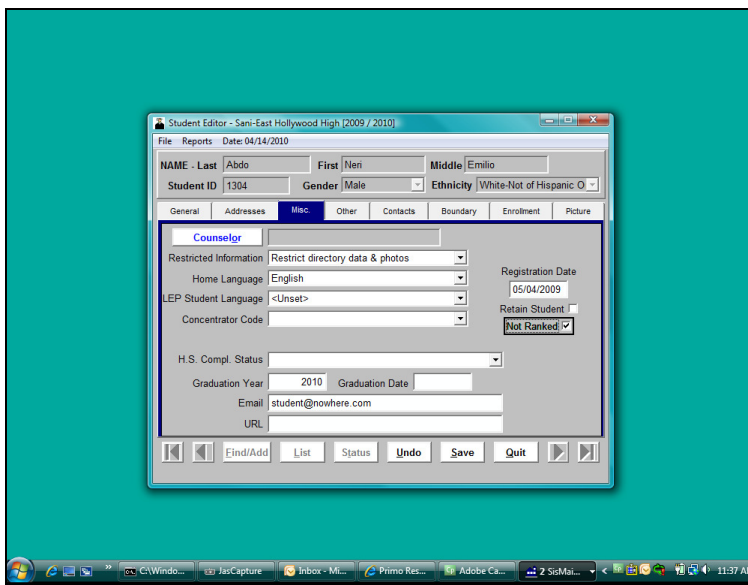 Student Editor - Sani-East Hollywood High [2009 / 2010]
File Reports Date: 04/14/2010
NAME - Last Abdo First Neri Middle Emilio
Student ID 1304 Gender Male Ethnicity White-Not of Hispanic O
General Addresses Misc. Other Contacts Boundary Enrollment Picture
Counselor
Restricted Information Restrict directory data & photos
Home Language English
LEP Student Language <Unset>
Concentrator Code
Registration Date
05/04/2009
Retain Student
Not Ranked
H.S. Compl. Status
Graduation Year 2010 Graduation Date
Email student@nowhere.com
URL
Find/Add List Status Undo Save Quit
C:\Windo... JasCapture Inbox - Mi... Primo Res... Adobe Ca... 2 SisMai... 11:37 A